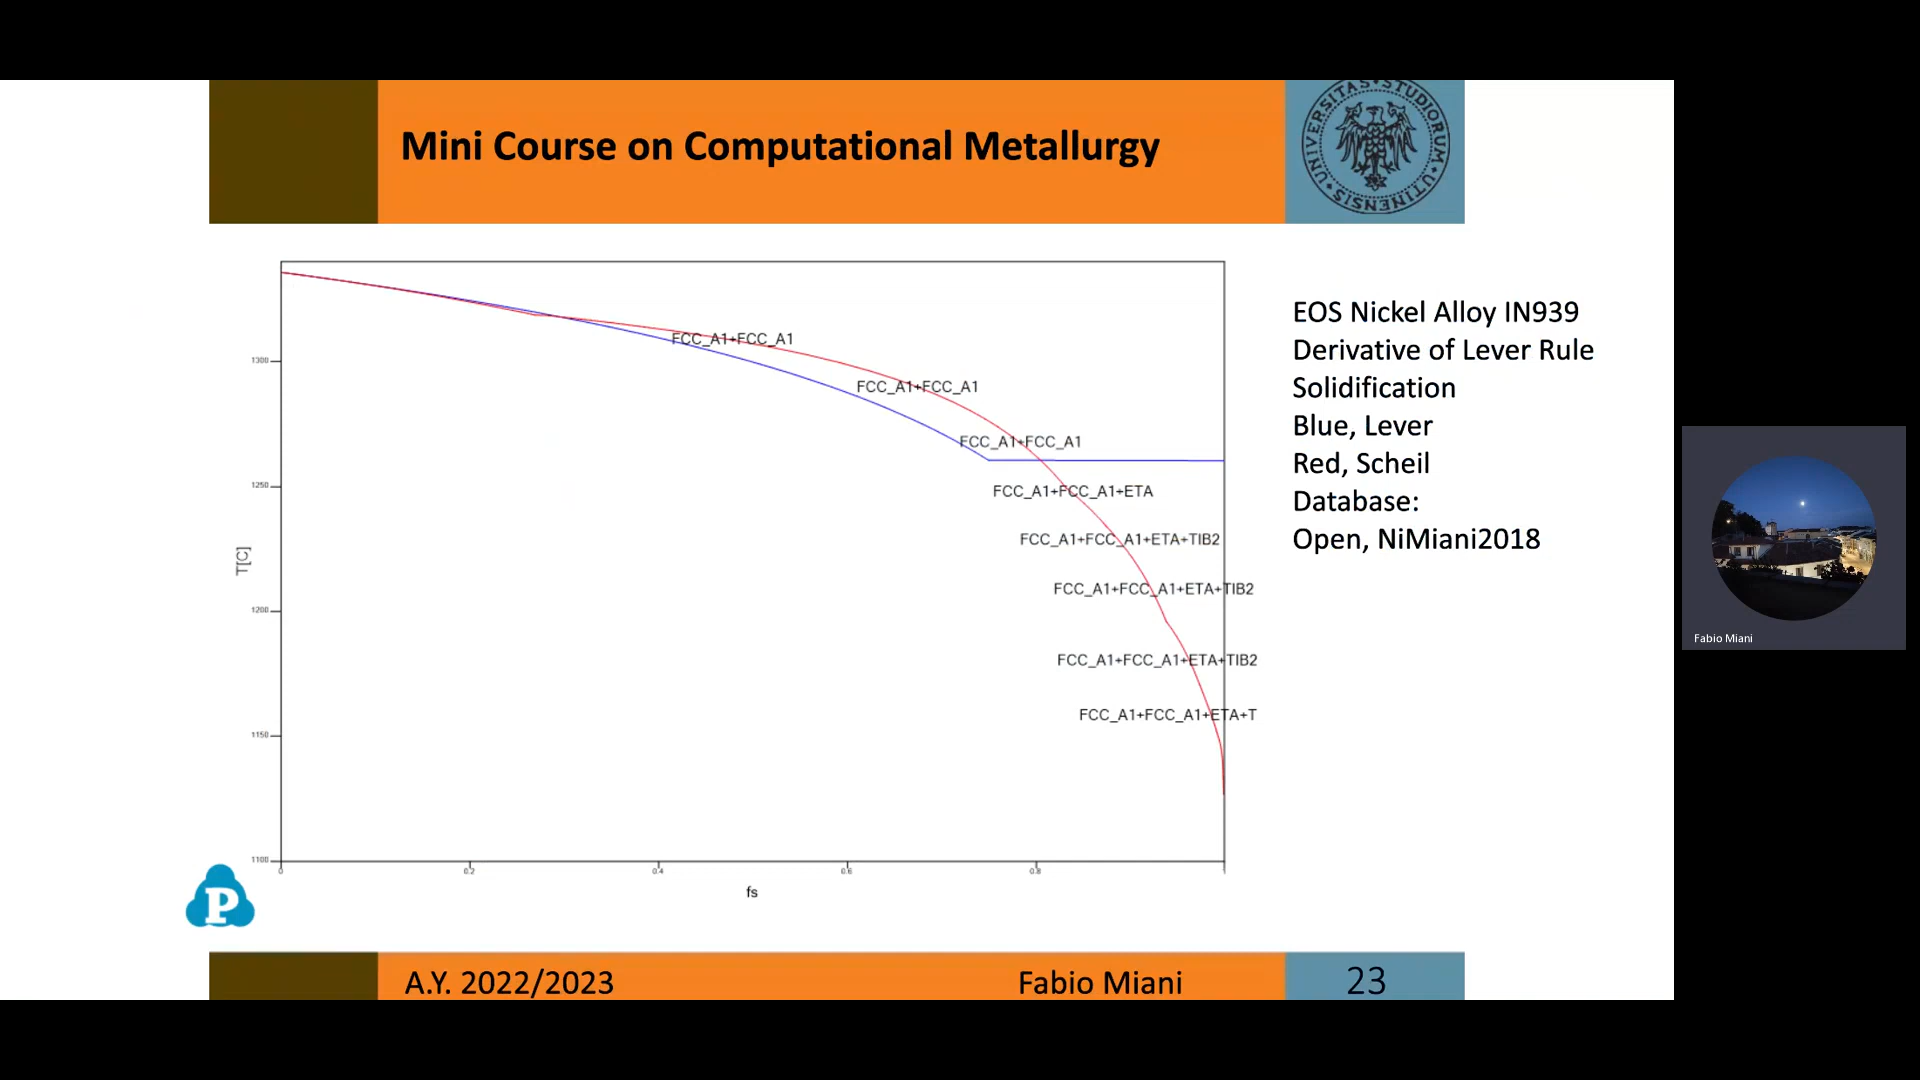 UNIVERSITAS·STUDIORUM·UTINENSIS
Mini Course on Computational Metallurgy
EOS Nickel Alloy IN939
Derivative of Lever Rule
Solidification
Blue, Lever
Red, Scheil
Database:
Open, NiMiani2018
FCC_A1+FCC_A1
FCC_A1+FCC_A1
FCC_A1+FCC_A1
FCC_A1+FCC_A1+ETA
FCC_A1+FCC_A1+ETA+TIB2
FCC_A1+FCC_A1+ETA+TIB2
FCC_A1+FCC_A1+ETA+TIB2
FCC_A1+FCC_A1+ETA+T
T[C]
1300
1250
1200
1150
1100
0 0.2 0.4 0.6 0.8 1
fs
P
A.Y. 2022/2023 Fabio Miani 23
Fabio Miani